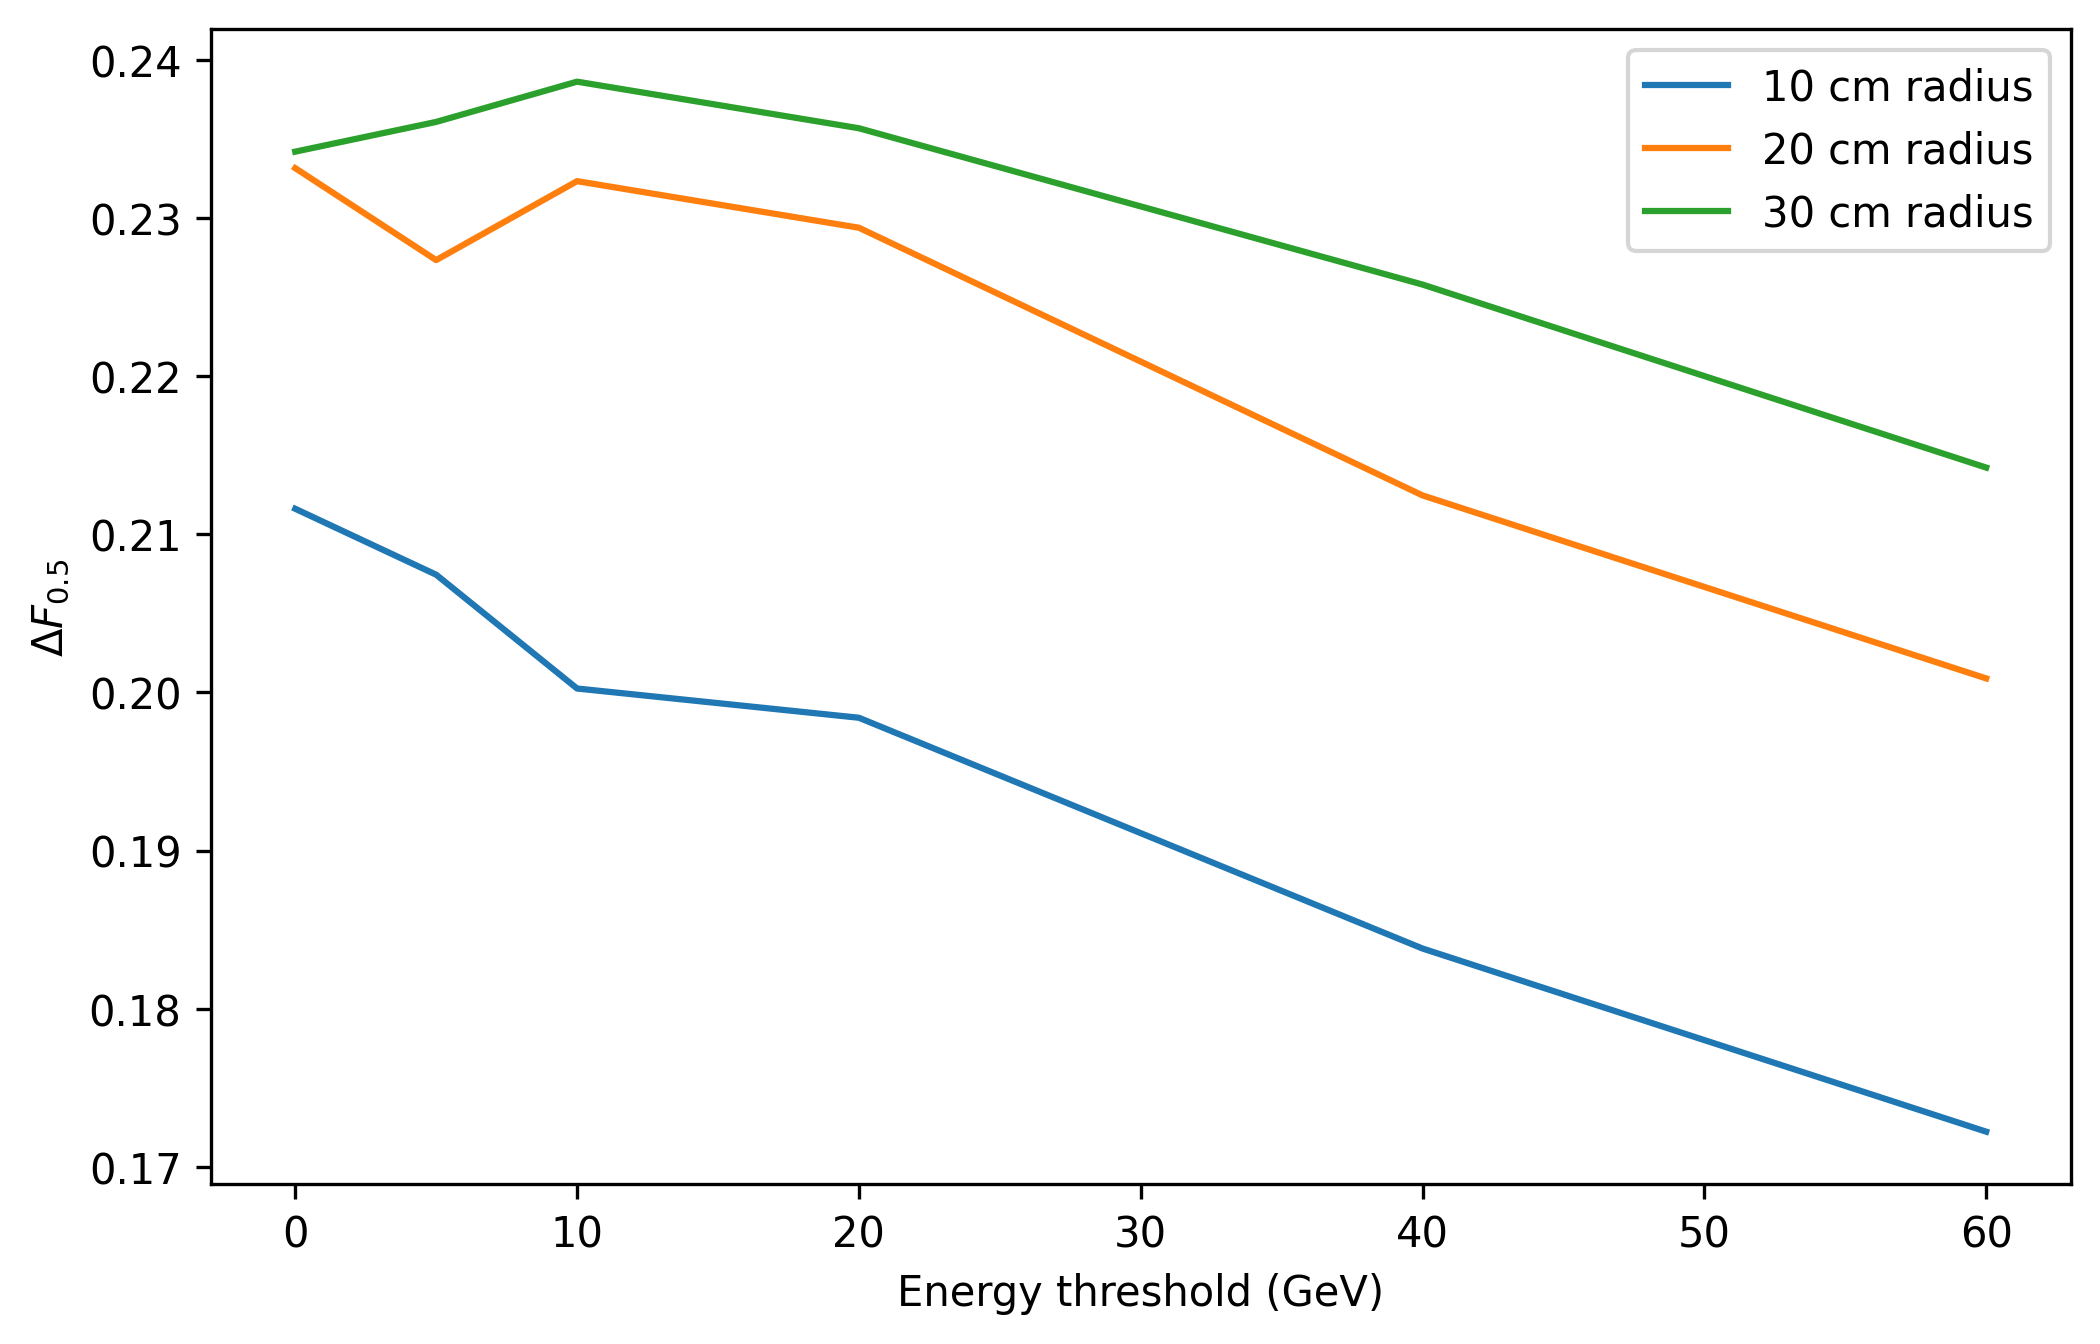 0.24
0.23
0.22
0.21
0.20
0.19
0.18
0.17
ΔF0.5
0 10 20 30 40 50 60
Energy threshold (GeV)
10 cm radius
20 cm radius
30 cm radius